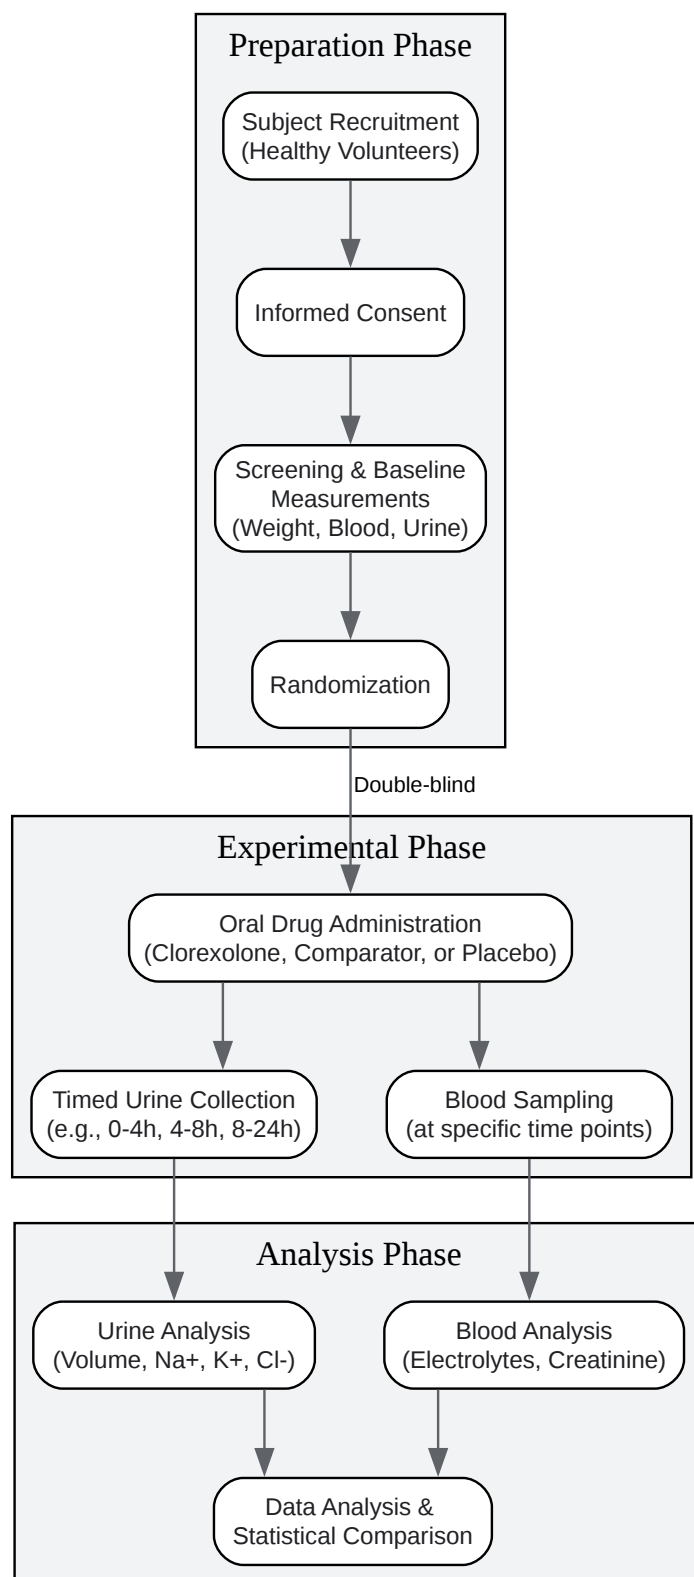 Preparation Phase
Subject Recruitment
(Healthy Volunteers)
Informed Consent
Screening & Baseline
Measurements
(Weight, Blood, Urine)
Randomization
Double-blind
Experimental Phase
Oral Drug Administration
(Clorexolone, Comparator, or Placebo)
Timed Urine Collection
(e.g., 0-4h, 4-8h, 8-24h)
Blood Sampling
(at specific time points)
Analysis Phase
Urine Analysis
(Volume, Na+, K+, Cl-)
Blood Analysis
(Electrolytes, Creatinine)
Data Analysis &
Statistical Comparison